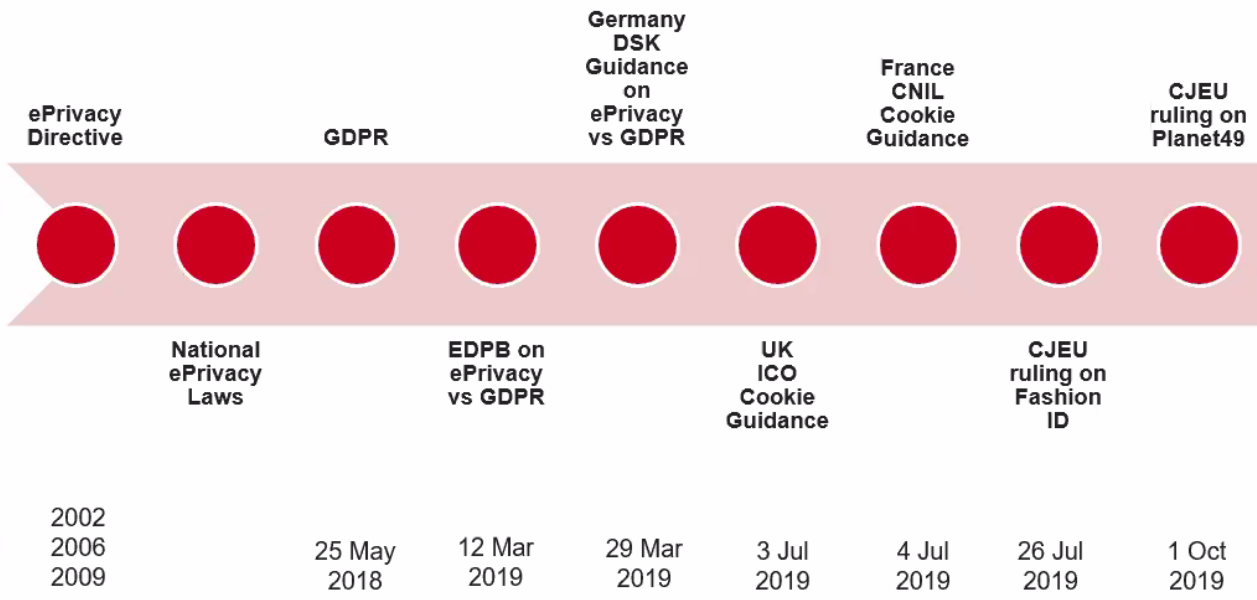 ePrivacy
Directive
GDPR
Germany
DSK
Guidance
on
ePrivacy
vs GDPR
France
CNIL
Cookie
Guidance
CJEU
ruling on
Planet49
National
ePrivacy
Laws
EDPB on
ePrivacy
vs GDPR
UK
ICO
Cookie
Guidance
CJEU
ruling on
Fashion
ID
2002
2006
2009
25 May
2018
12 Mar
2019
29 Mar
2019
3 Jul
2019
4 Jul
2019
26 Jul
2019
1 Oct
2019